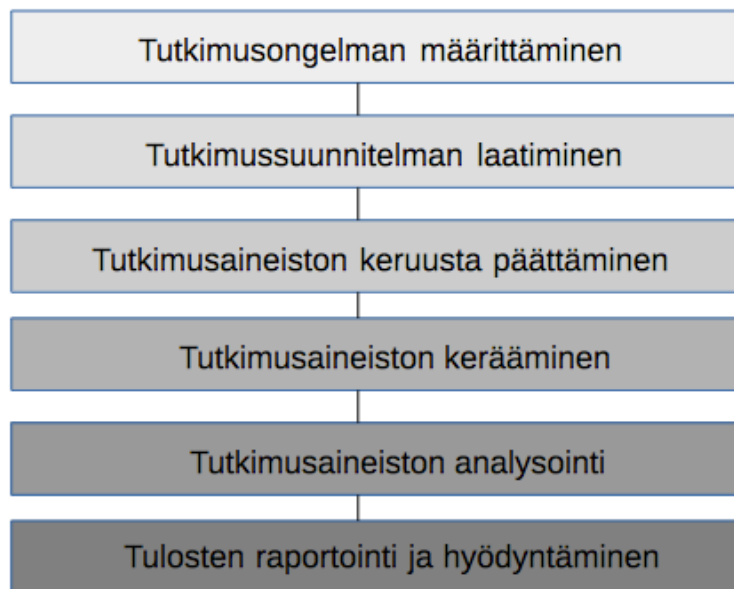 Tutkimusongelman määrittäminen
Tutkimussuunnitelman laatiminen
Tutkimusaineiston keruusta päättäminen
Tutkimusaineiston kerääminen
Tutkimusaineiston analysointi
Tulosten raportointi ja hyödyntäminen